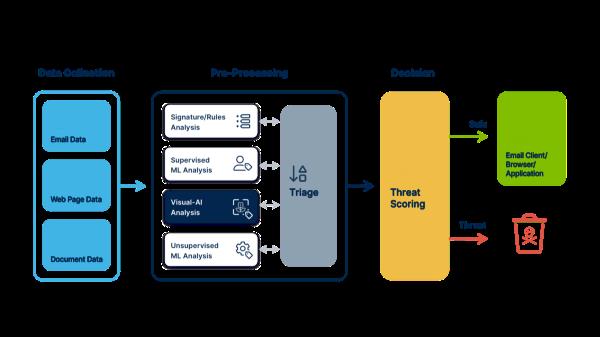 Data Collection
Pre-Processing
Decision
Email Data
Web Page Data
Document Data
Signature/Rules
Analysis
Supervised
ML Analysis
Visual-AI
Analysis
Unsupervised
ML Analysis
Triage
Threat
Scoring
Safe
Threat
Email Client/
Browser/
Application